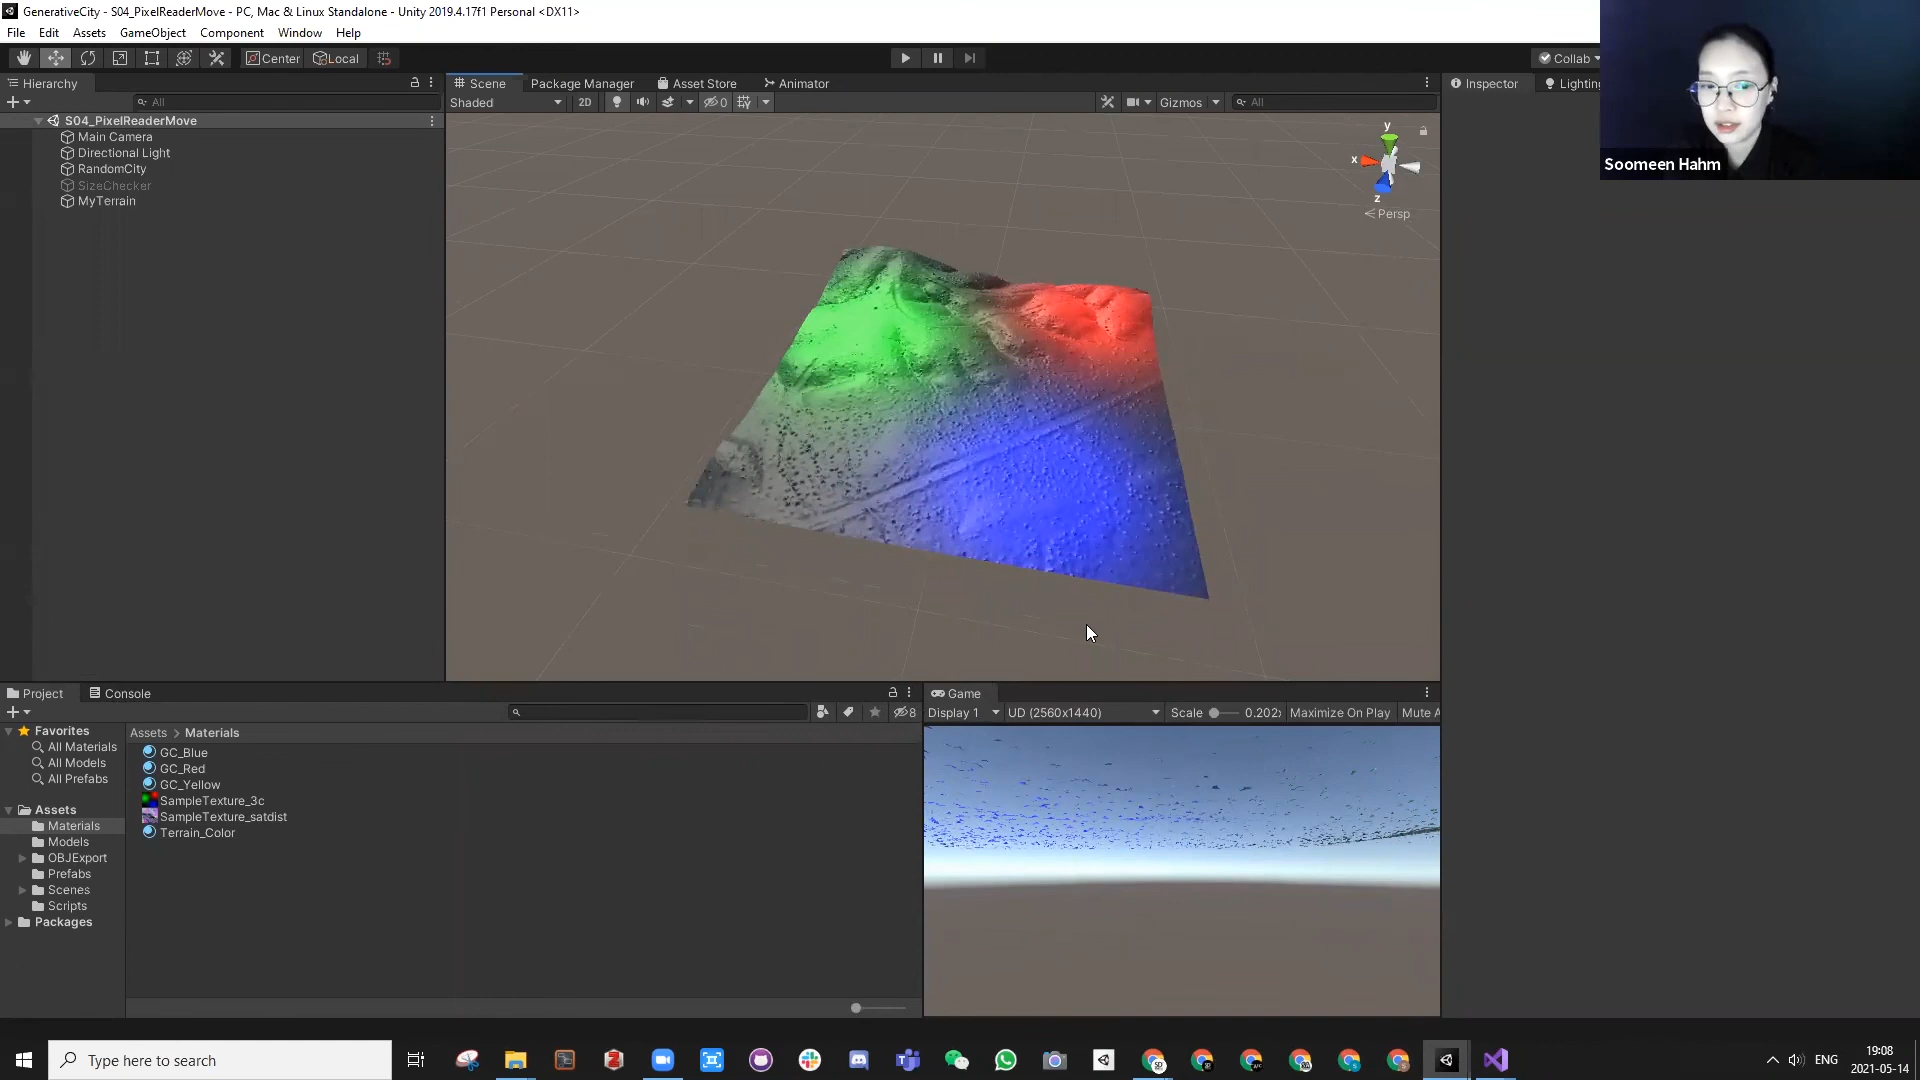 GenerativeCity - S04_PixelReaderMove - PC, Mac & Linux Standalone - Unity 2019.4.17f1 Personal <DX11>
File Edit Assets GameObject Component Window Help
Center Local Collab
Hierarchy
All
S04_PixelReaderMove
Main Camera
Directional Light
RandomCity
SizeChecker
MyTerrain
Scene Package Manager Asset Store Animator
Shaded 2D 0 Gizmos All
y
x
z
Persp
Inspector Lighting
Soomeen Hahm
Project Console
8
Favorites
All Materials
All Models
All Prefabs
Assets
Materials
Models
OBJExport
Prefabs
Scenes
Scripts
Packages
Assets > Materials
GC_Blue
GC_Red
GC_Yellow
SampleTexture_3c
SampleTexture_satdist
Terrain_Color
Game
Display 1 UD (2560x1440) Scale 0.202x Maximize On Play Mute A
Type here to search
ENG
19:08
2021-05-14